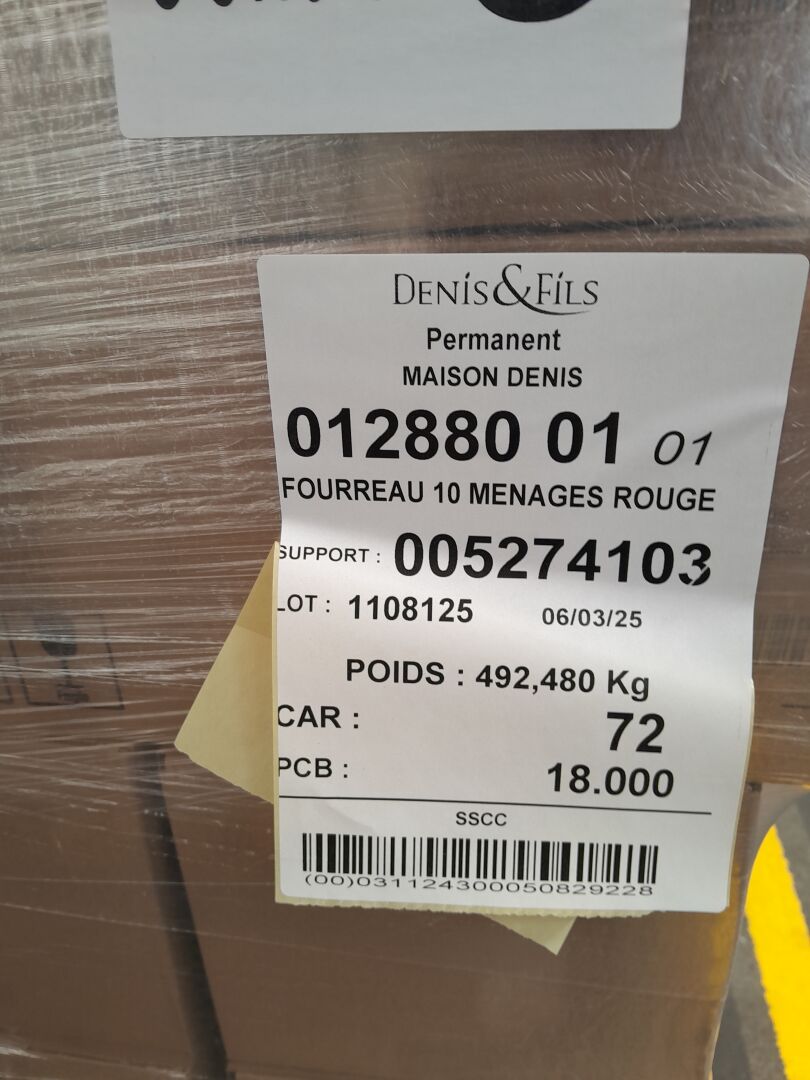 DENIS&FILS
Permanent
MAISON DENIS
012880 01 01
FOURREAU 10 MENAGES ROUGE
SUPPORT : 005274103
LOT : 1108125 06/03/25
POIDS : 492,480 Kg
CAR : 72
PCB : 18.000
SSCC
(00)031124300050829228